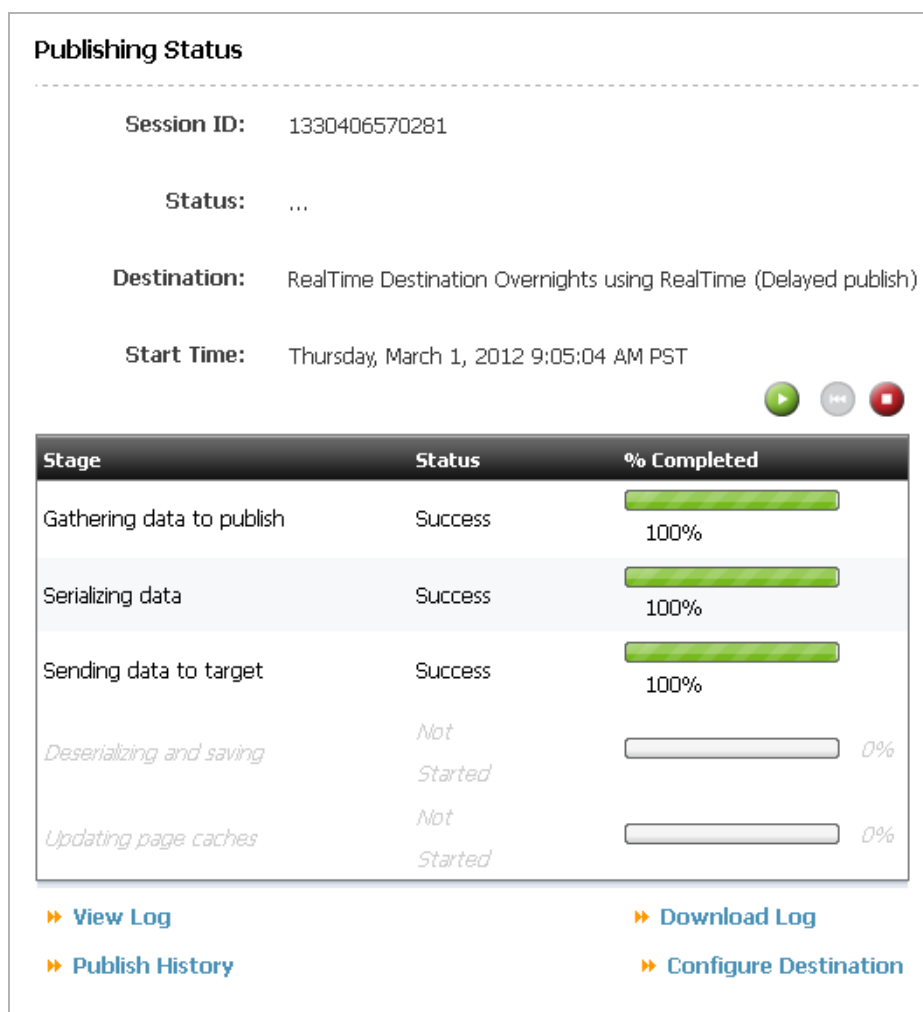 Publishing Status
Session ID: 1330406570281
Status: ...
Destination: RealTime Destination Overnights using RealTime (Delayed publish)
Start Time: Thursday, March 1, 2012 9:05:04 AM PST
Stage Status % Completed
Gathering data to publish Success 100%
Serializing data Success 100%
Sending data to target Success 100%
Deserializing and saving Not Started 0%
Updating page caches Not Started 0%
View Log Download Log
Publish History Configure Destination